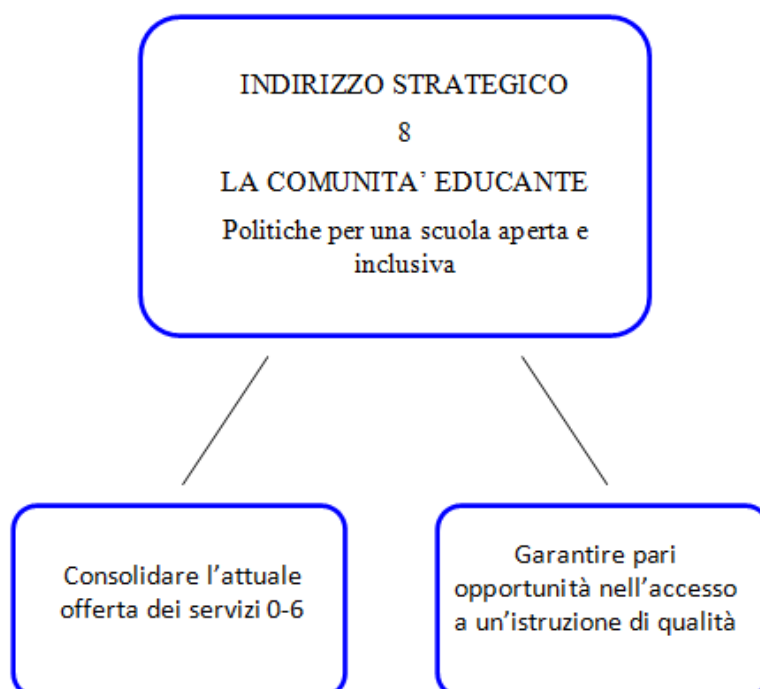 INDIRIZZO STRATEGICO
8
LA COMUNITA’ EDUCANTE
Politiche per una scuola aperta e
inclusiva
Consolidare l’attuale
offerta dei servizi 0-6
Garantire pari
opportunità nell’accesso
a un’istruzione di qualità